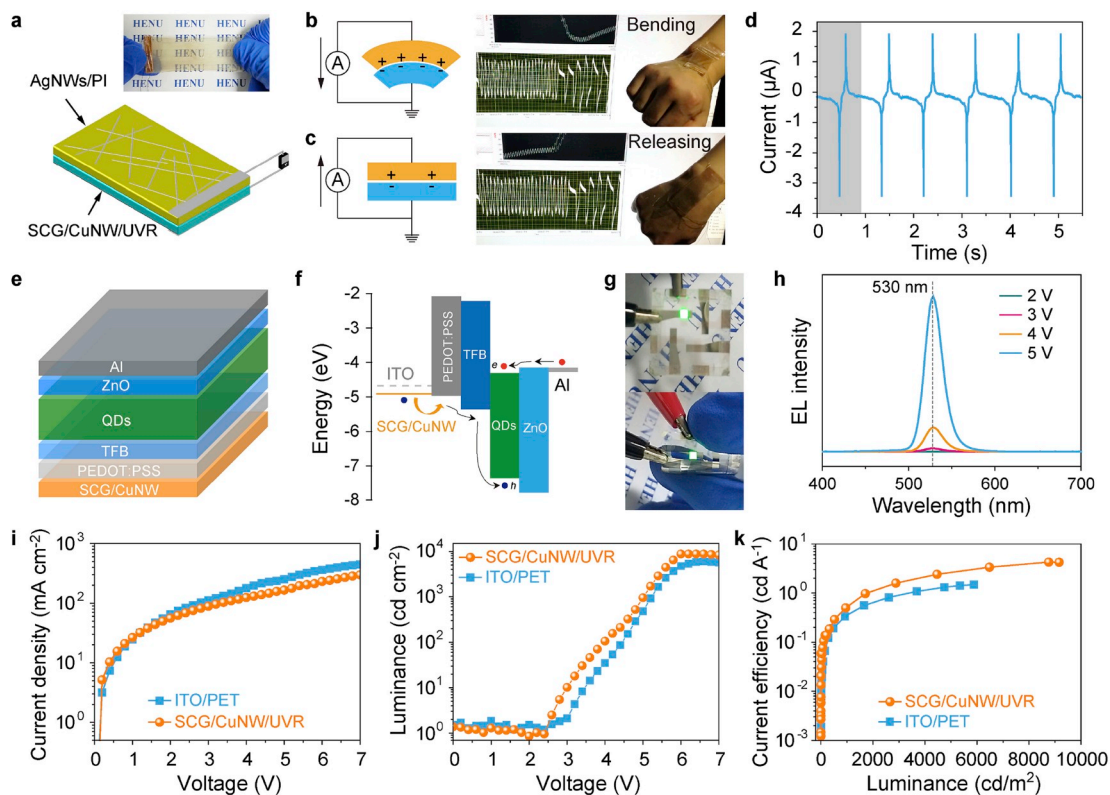 a
HENU HENU HENU
AgNWs/PI
SCG/CuNW/UVR
b
A
+ + + +
- - - -
Bending
c
A
+ +
- -
Releasing
d
Current (μA)
2
1
0
-1
-2
-3
-4
0 1 2 3 4 5
Time (s)
e
Al
ZnO
QDs
TFB
PEDOT:PSS
SCG/CuNW
f
Energy (eV)
-2
-3
-4
-5
-6
-7
-8
ITO
SCG/CuNW
PEDOT:PSS
TFB
e
QDs
h
ZnO
Al
g
HENU
h
EL intensity
530 nm
2 V
3 V
4 V
5 V
400 500 600 700
Wavelength (nm)
i
Current density (mA cm-2)
10³
10²
10¹
10⁰
ITO/PET
SCG/CuNW/UVR
0 1 2 3 4 5 6 7
Voltage (V)
j
Luminance (cd cm-2)
10⁴
10³
10²
10¹
10⁰
SCG/CuNW/UVR
ITO/PET
0 1 2 3 4 5 6 7
Voltage (V)
k
Current efficiency (cd A-1)
10¹
10⁰
10-1
10-2
10-3
SCG/CuNW/UVR
ITO/PET
0 2000 4000 6000 8000 10000
Luminance (cd/m²)